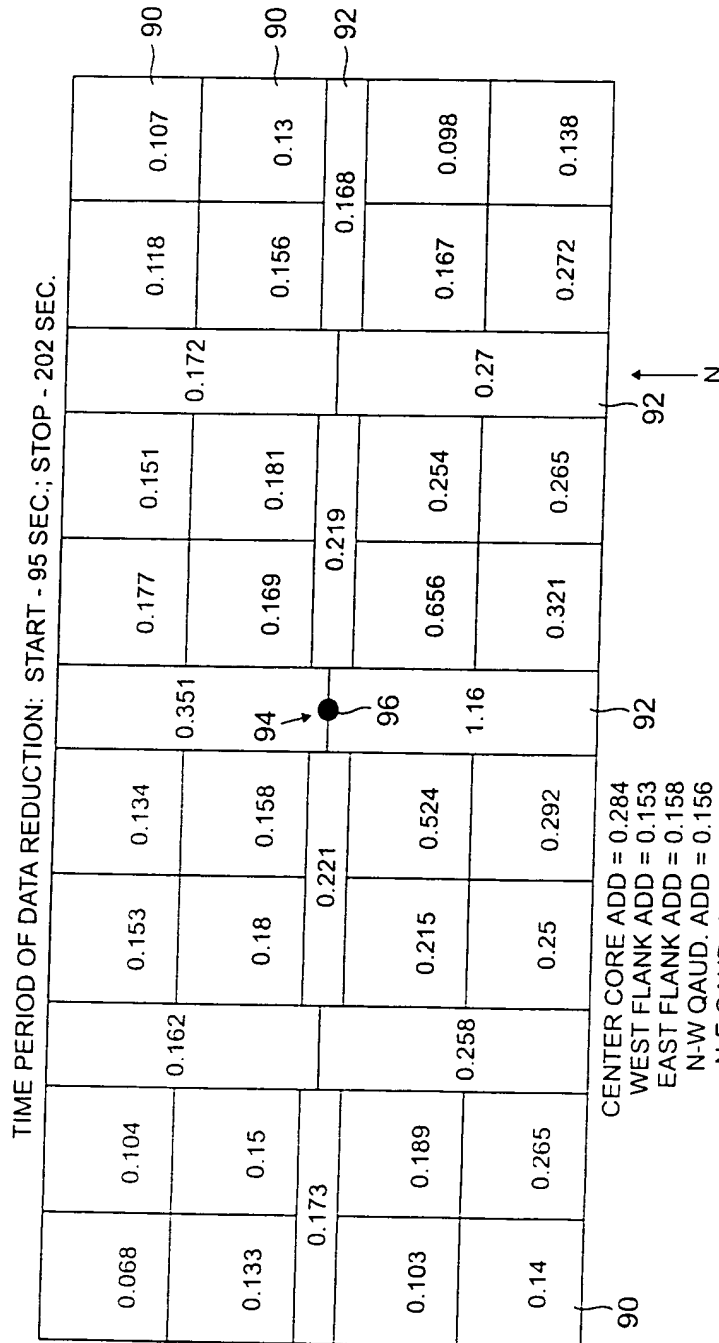 TIME PERIOD OF DATA REDUCTION: START - 95 SEC.; STOP - 202 SEC.
0.068 0.104 0.162 0.153 0.134 0.351 0.177 0.151 0.172 0.118 0.107 90
0.133 0.15 0.18 0.158 94 0.169 0.181 0.156 0.13 90
0.173 0.221 96 0.219 0.168 92
0.103 0.189 0.258 0.215 0.524 1.16 0.656 0.254 0.27 0.167 0.098
0.14 0.265 0.25 0.292 0.321 0.265 0.272 0.138
90 92 92 N
CENTER CORE ADD = 0.284
WEST FLANK ADD = 0.153
EAST FLANK ADD = 0.158
N-W QAUD. ADD = 0.156